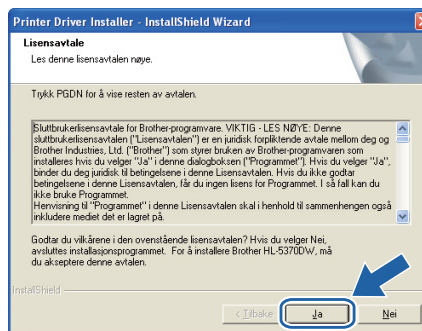 Printer Driver Installer - InstallShield Wizard
Lisensavtale
Les denne lisensavtalen nøye.
Trykk PGDN for å vise resten av avtalen.
Sluttbrukerlisensavtale for Brother-programvare. VIKTIG - LES NØYE: Denne
sluttbrukerlisensavtalen ("Lisensavtalen") er en juridisk forpliktende avtale mellom deg og
Brother Industries, Ltd. ("Brother") som styrer bruken av Brother-programvaren som
installeres hvis du velger "Ja" i denne dialogboksen ("Programmet"). Hvis du velger "Ja",
binder du deg juridisk til betingelsene i denne Lisensavtalen. Hvis du ikke godtar
betingelsene i denne Lisensavtalen, får du ingen lisens for Programmet. I så fall kan du
ikke bruke Programmet.
Henvisning til "Programmet" i denne Lisensavtalen skal i henhold til sammenhengen også
inkludere mediet det er lagret på.
Godtar du vilkårene i den ovenstående lisensavtalen? Hvis du velger Nei,
avsluttes installasjonsprogrammet. For å installere Brother HL-5370DW, må
du akseptere denne avtalen.
InstallShield
< Tilbake
Ja
Nei